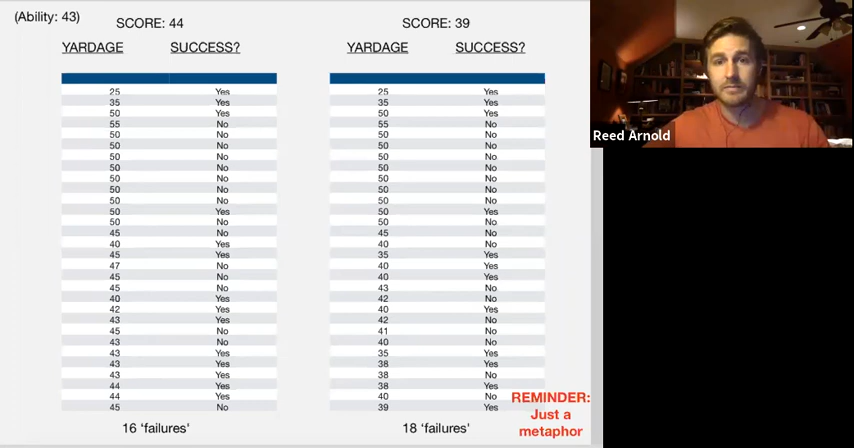 (Ability: 43)
SCORE: 44
YARDAGE SUCCESS?
25 Yes
35 Yes
50 Yes
55 No
50 No
50 No
50 No
50 No
50 No
50 No
50 No
50 Yes
50 No
45 No
40 Yes
45 Yes
47 No
45 No
45 No
40 Yes
42 Yes
43 Yes
45 No
43 No
43 Yes
43 Yes
43 Yes
44 Yes
44 Yes
45 No
16 'failures'
SCORE: 39
YARDAGE SUCCESS?
25 Yes
35 Yes
50 Yes
55 No
50 No
50 No
50 No
50 No
50 No
50 No
50 No
50 Yes
50 No
45 No
40 No
35 Yes
40 Yes
40 Yes
43 No
42 No
40 Yes
42 No
41 No
40 No
35 Yes
38 Yes
38 No
38 Yes
40 No
39 Yes
18 'failures'
REMINDER:
Just a
metaphor
Reed Arnold